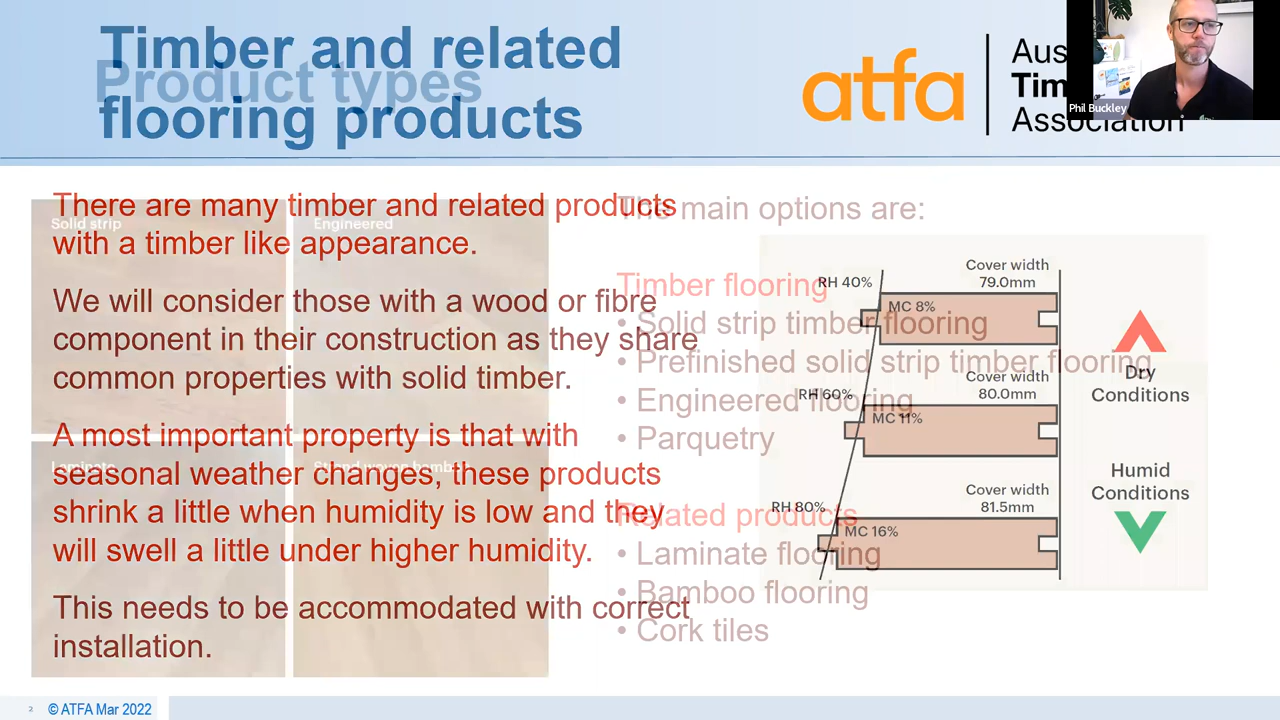 Timber and related
flooring products
Product types
atfa
Aus
Tim
Association
Phil Buckley
There are many timber and related products
with a timber like appearance.
We will consider those with a wood or fibre
component in their construction as they share
common properties with solid timber.
A most important property is that with
seasonal weather changes, these products
shrink a little when humidity is low and they
will swell a little under higher humidity.
This needs to be accommodated with correct
installation.
Solid strip
Engineered
Laminate
Strand woven bamboo
The main options are:
Timber flooring
• Solid strip timber flooring
• Prefinished solid strip timber flooring
• Engineered flooring
• Parquetry
Related products
• Laminate flooring
• Bamboo flooring
• Cork tiles
RH 40%
Cover width
79.0mm
MC 8%
RH 60%
Cover width
80.0mm
MC 11%
RH 80%
Cover width
81.5mm
MC 16%
Dry
Conditions
Humid
Conditions
2
© ATFA Mar 2022